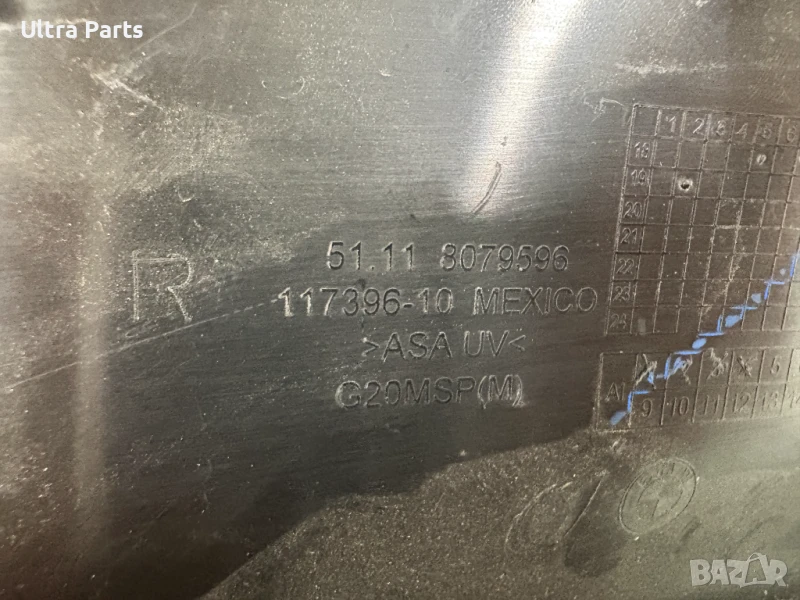 Ultra Parts
1 2 3 4 5 6
18
19
20
21
22
23
R
51.11 8079596
117396-10 MEXICO
>ASA UV<
G20MSP(M)
A1
9 10 11 12 13
BAZAR